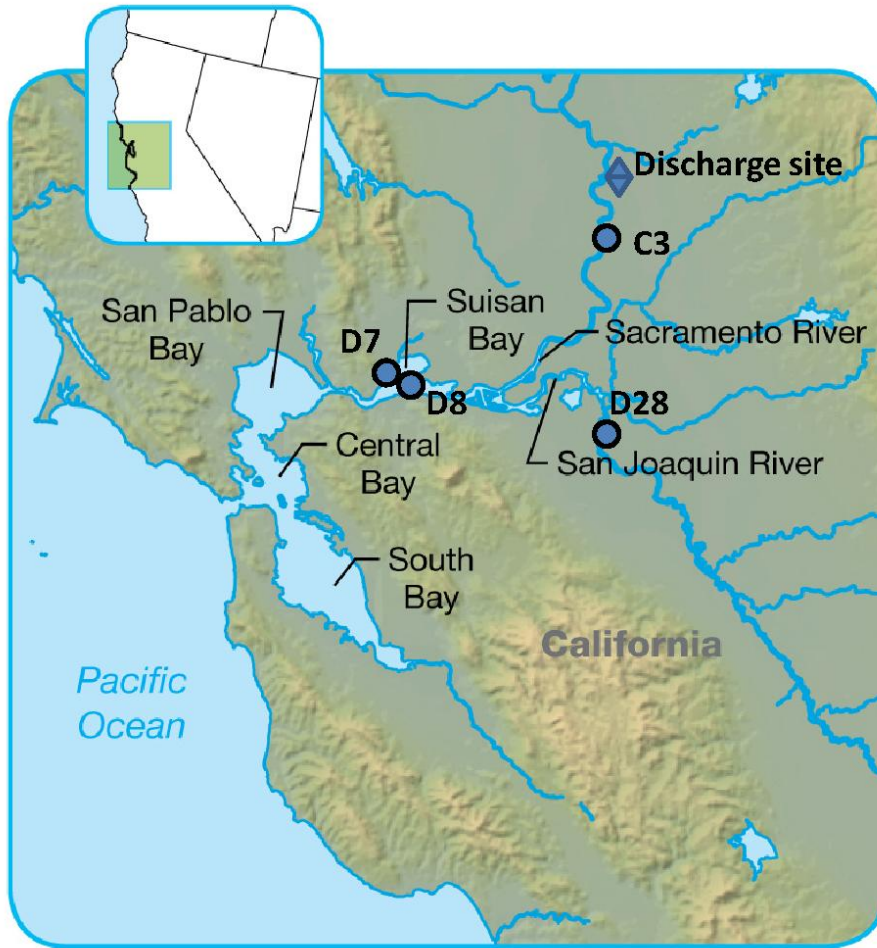 Discharge site
C3
San Pablo
Bay
Suisan
Bay
Sacramento River
D7
D8
D28
Central
Bay
San Joaquin River
South
Bay
California
Pacific
Ocean